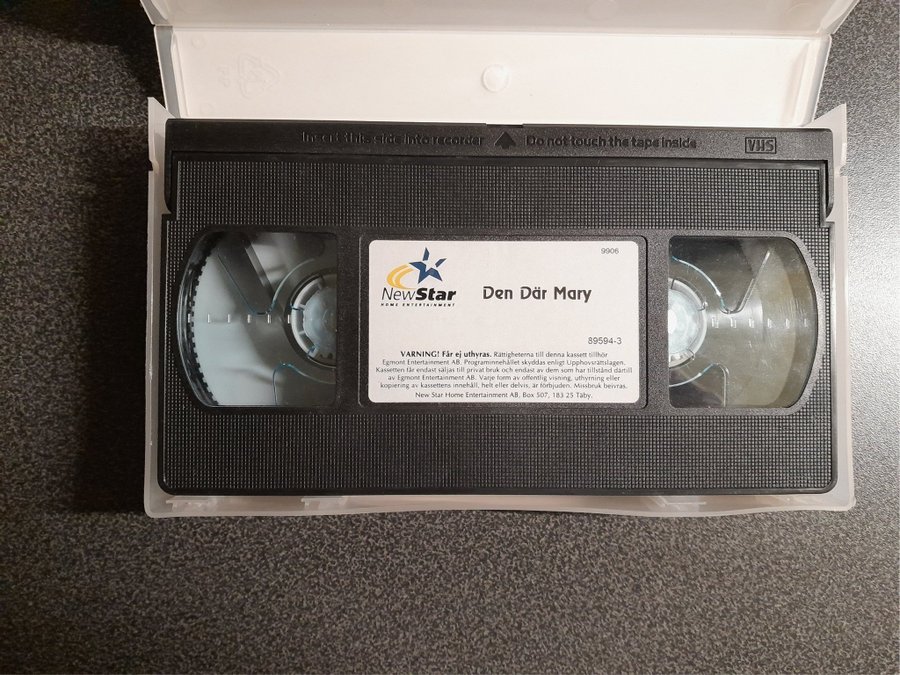 Insert this side into recorder Do not touch the tape inside VHS
9906
NewStar Den Där Mary
HOME ENTERTAINMENT
89594-3
VARNING! Får ej uthyras. Rättigheterna till denna kassett tillhör
Egmont Entertainment AB. Programinnehållet skyddas enligt Upphovsrättslagen.
Kassetten får endast säljas till privat bruk och endast av dem som har tillstånd därtill
av Egmont Entertainment AB. Varje form av offentlig visning, uthyrning eller
kopiering av kassettens innehåll, helt eller delvis, är förbjuden. Missbruk beivras.
New Star Home Entertainment AB, Box 507, 183 25 Täby.